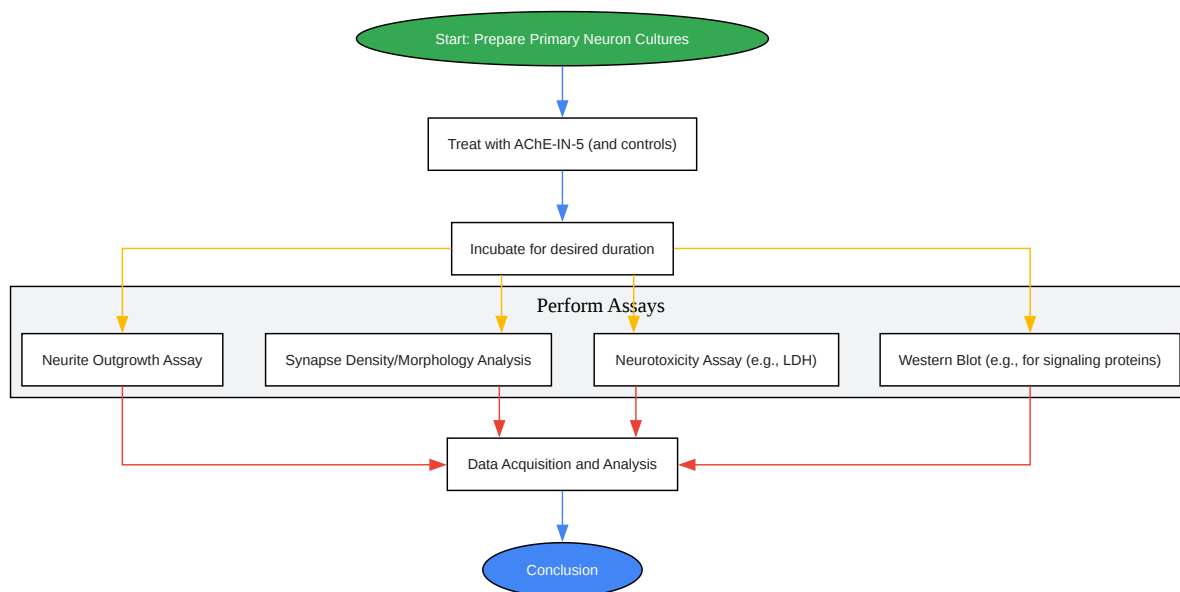 Start: Prepare Primary Neuron Cultures
Treat with AChE-IN-5 (and controls)
Incubate for desired duration
Perform Assays
Neurite Outgrowth Assay
Synapse Density/Morphology Analysis
Neurotoxicity Assay (e.g., LDH)
Western Blot (e.g., for signaling proteins)
Data Acquisition and Analysis
Conclusion